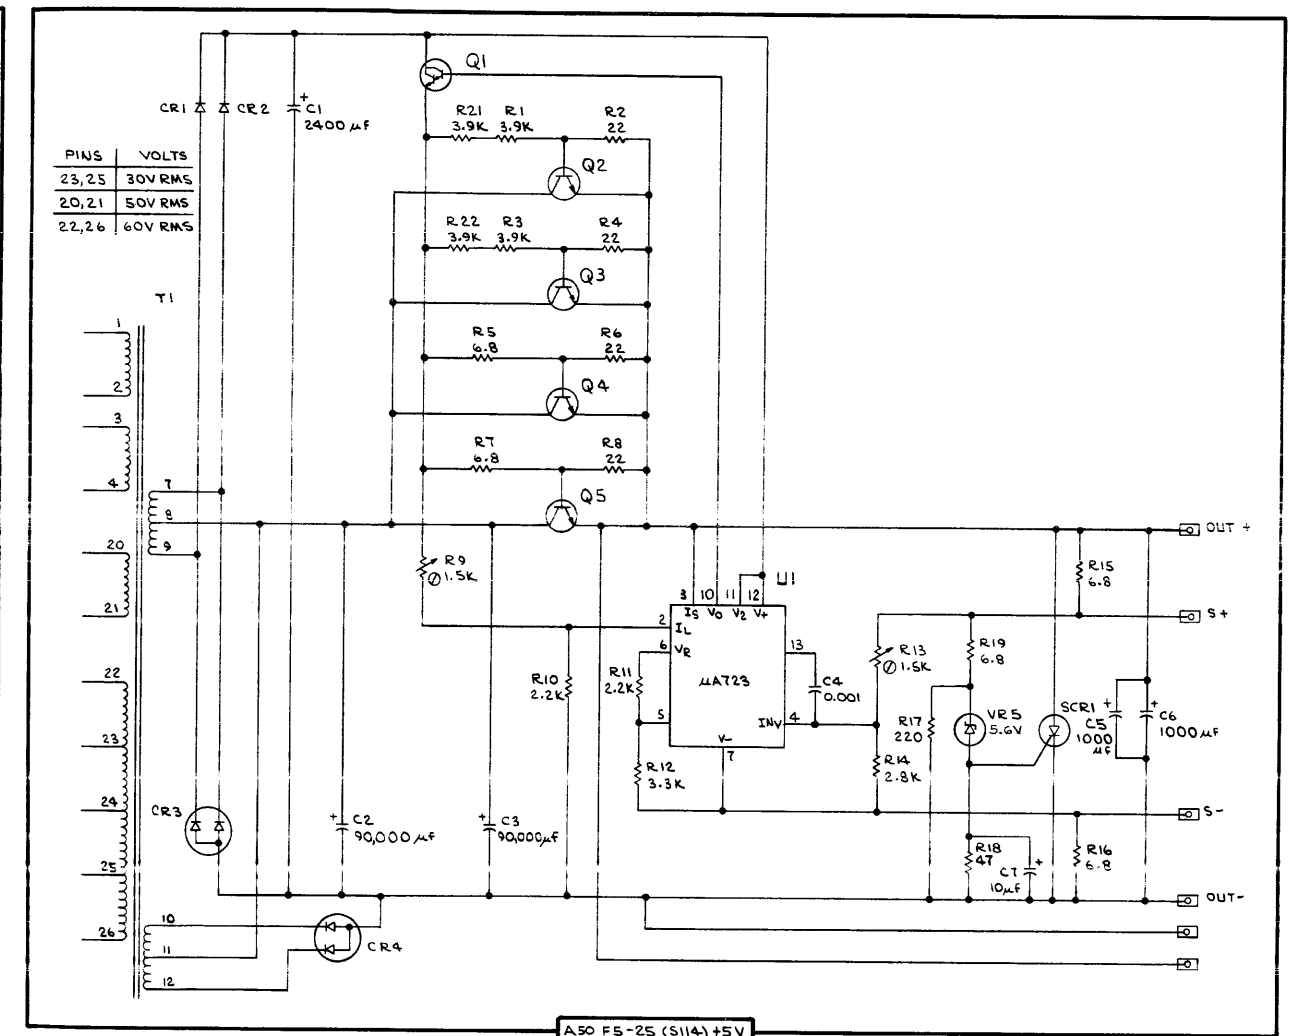 Q1
CR1
CR2
+
C1
2400 µf
R21
3.9K
R1
3.9K
R2
22
PINS VOLTS
23,25 30V RMS
20,21 50V RMS
22,26 60V RMS
Q2
R22
3.9K
R3
3.9K
R4
22
Q3
T1
1
2
3
4
R5
6.8
R6
22
Q4
R7
6.8
R8
22
Q5
7
8
9
OUT +
20
21
R9
1.5K
U1
3 10 11 12
IS VO V2 V+
2
IL
6
VR
5
µA723
13
INV 4
V-
7
R15
6.8
S+
R13
1.5K
R19
6.8
C4
0.001
R10
2.2K
R11
2.2K
R12
3.3K
R17
220
VR5
5.6V
SCR1
+
C5
1000
µf
+
C6
1000µf
R14
2.8K
22
23
24
25
26
CR3
+
C2
90,000 µf
+
C3
90,000µf
S-
R18
47
C7
10µf
+
R16
6.8
OUT-
10
11
12
CR4
A50 F5-25 (S114) +5V